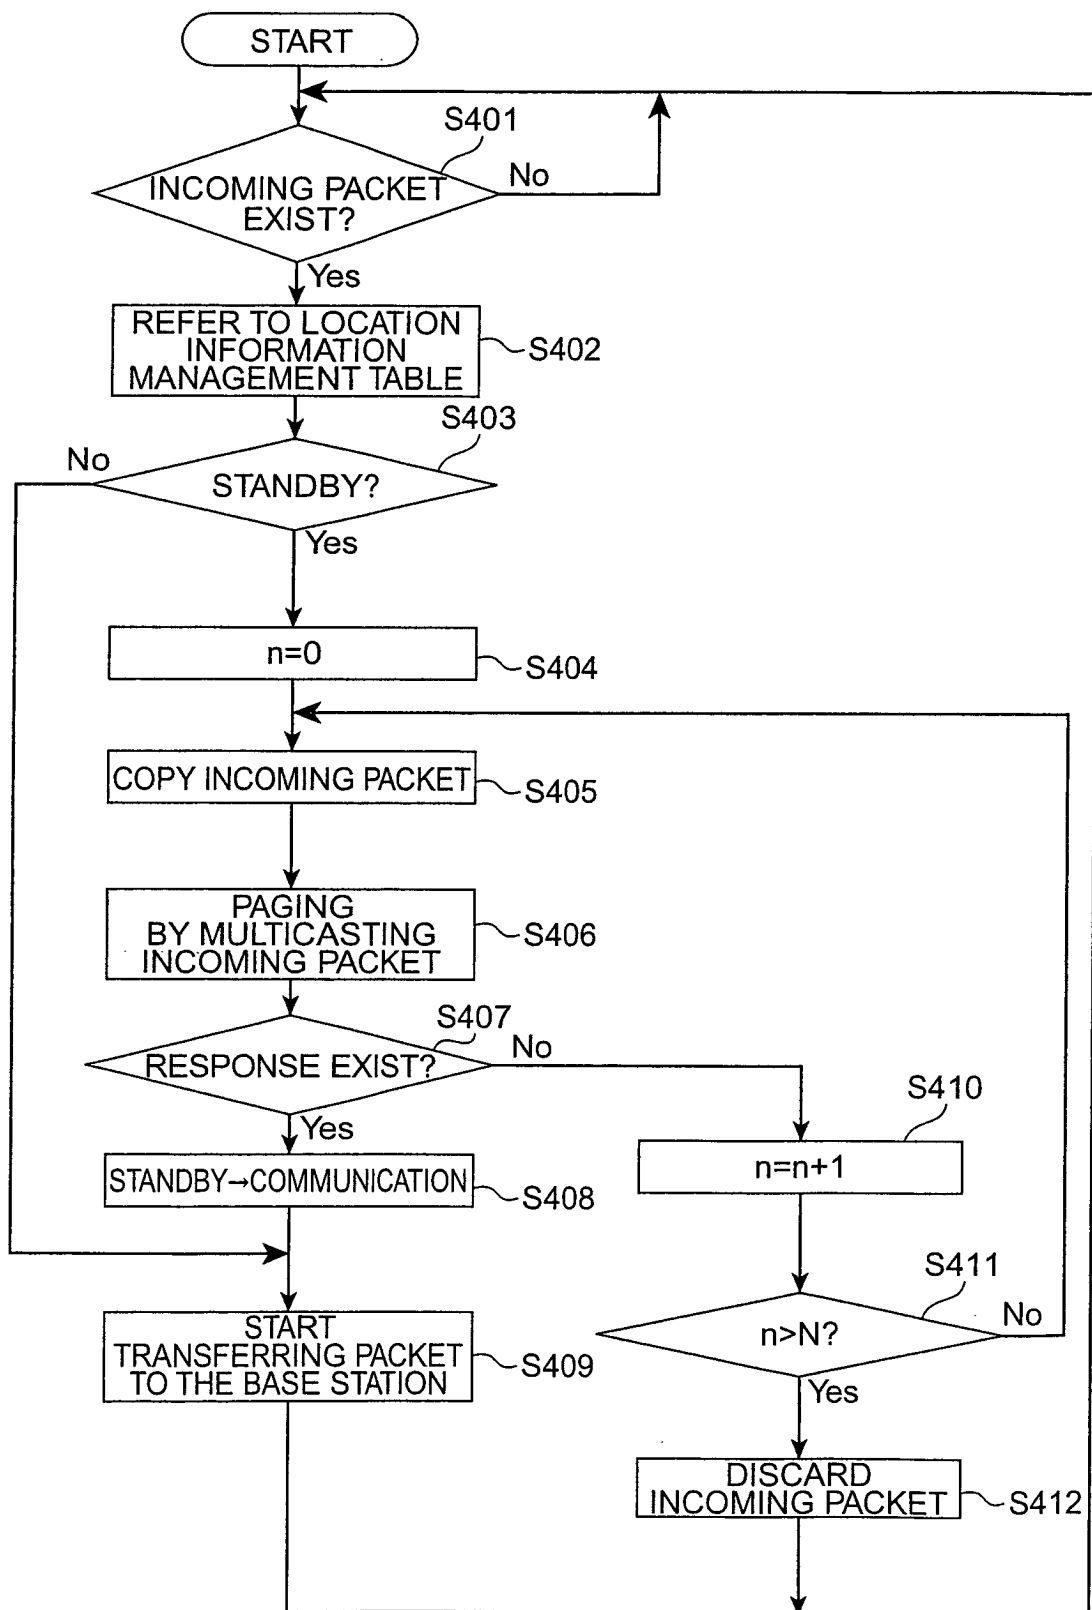 START
S401
INCOMING PACKET
EXIST?
No
Yes
REFER TO LOCATION
INFORMATION
MANAGEMENT TABLE
S402
S403
No
STANDBY?
Yes
n=0
S404
COPY INCOMING PACKET
S405
PAGING
BY MULTICASTING
INCOMING PACKET
S406
S407
RESPONSE EXIST?
No
Yes
S410
n=n+1
STANDBY→COMMUNICATION
S408
S411
n>N?
No
Yes
START
TRANSFERRING PACKET
TO THE BASE STATION
S409
DISCARD
INCOMING PACKET
S412